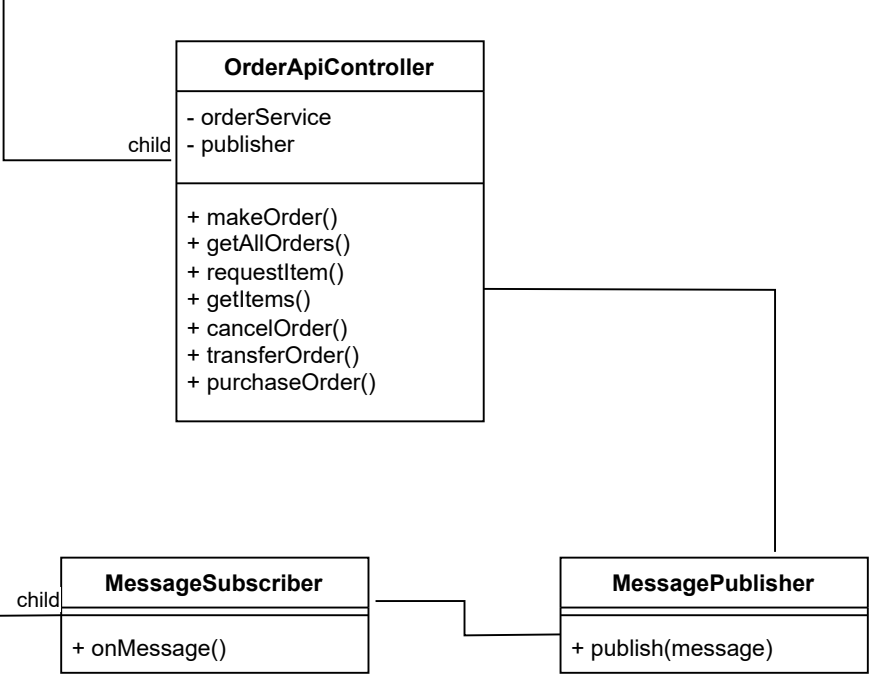 OrderApiController
- orderService
child
- publisher
+ makeOrder()
+ getAllOrders()
+ requestItem()
+ getItems()
+ cancelOrder()
+ transferOrder()
+ purchaseOrder()
MessageSubscriber
child
+ onMessage()
MessagePublisher
+ publish(message)